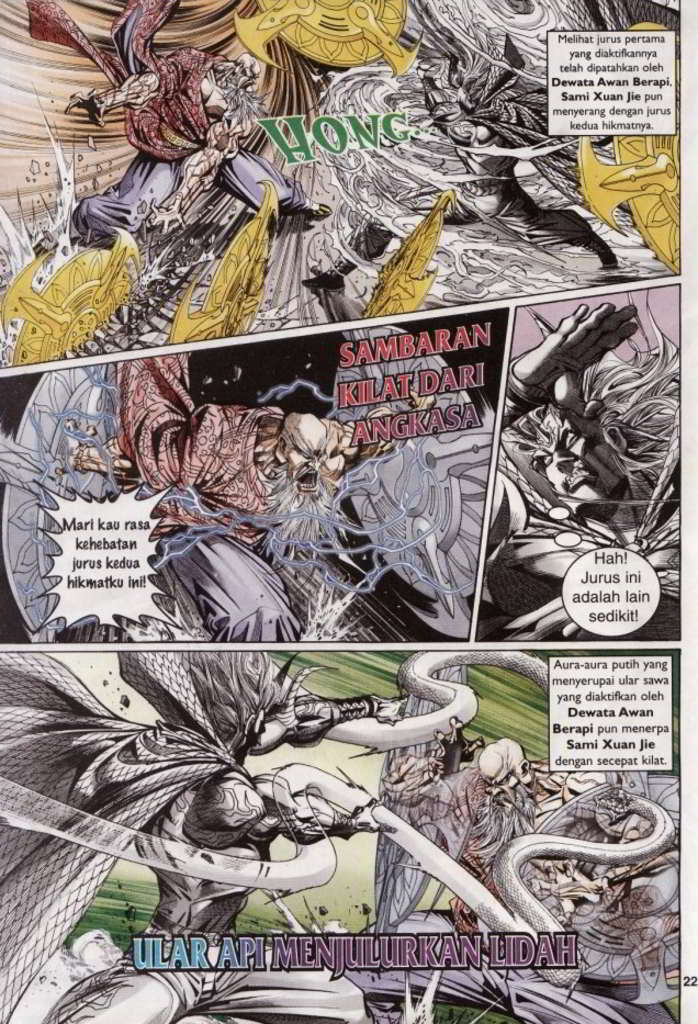 Melihat jurus pertama
yang diaktifkannya
telah dipatahkan oleh
Dewata Awan Berapi,
Sami Xuan Jie pun
menyerang dengan jurus
kedua hikmatnya.
HONG...
SAMBARAN
KILAT DARI
ANGKASA
Mari kau rasa
kehebatan
jurus kedua
hikmatku ini!
Hah!
Jurus ini
adalah lain
sedikit!
Aura-aura putih yang
menyerupai ular sawa
yang diaktifkan oleh
Dewata Awan
Berapi pun menerpa
Sami Xuan Jie
dengan secepat kilat.
ULAR API MENJULURKAN LIDAH
22